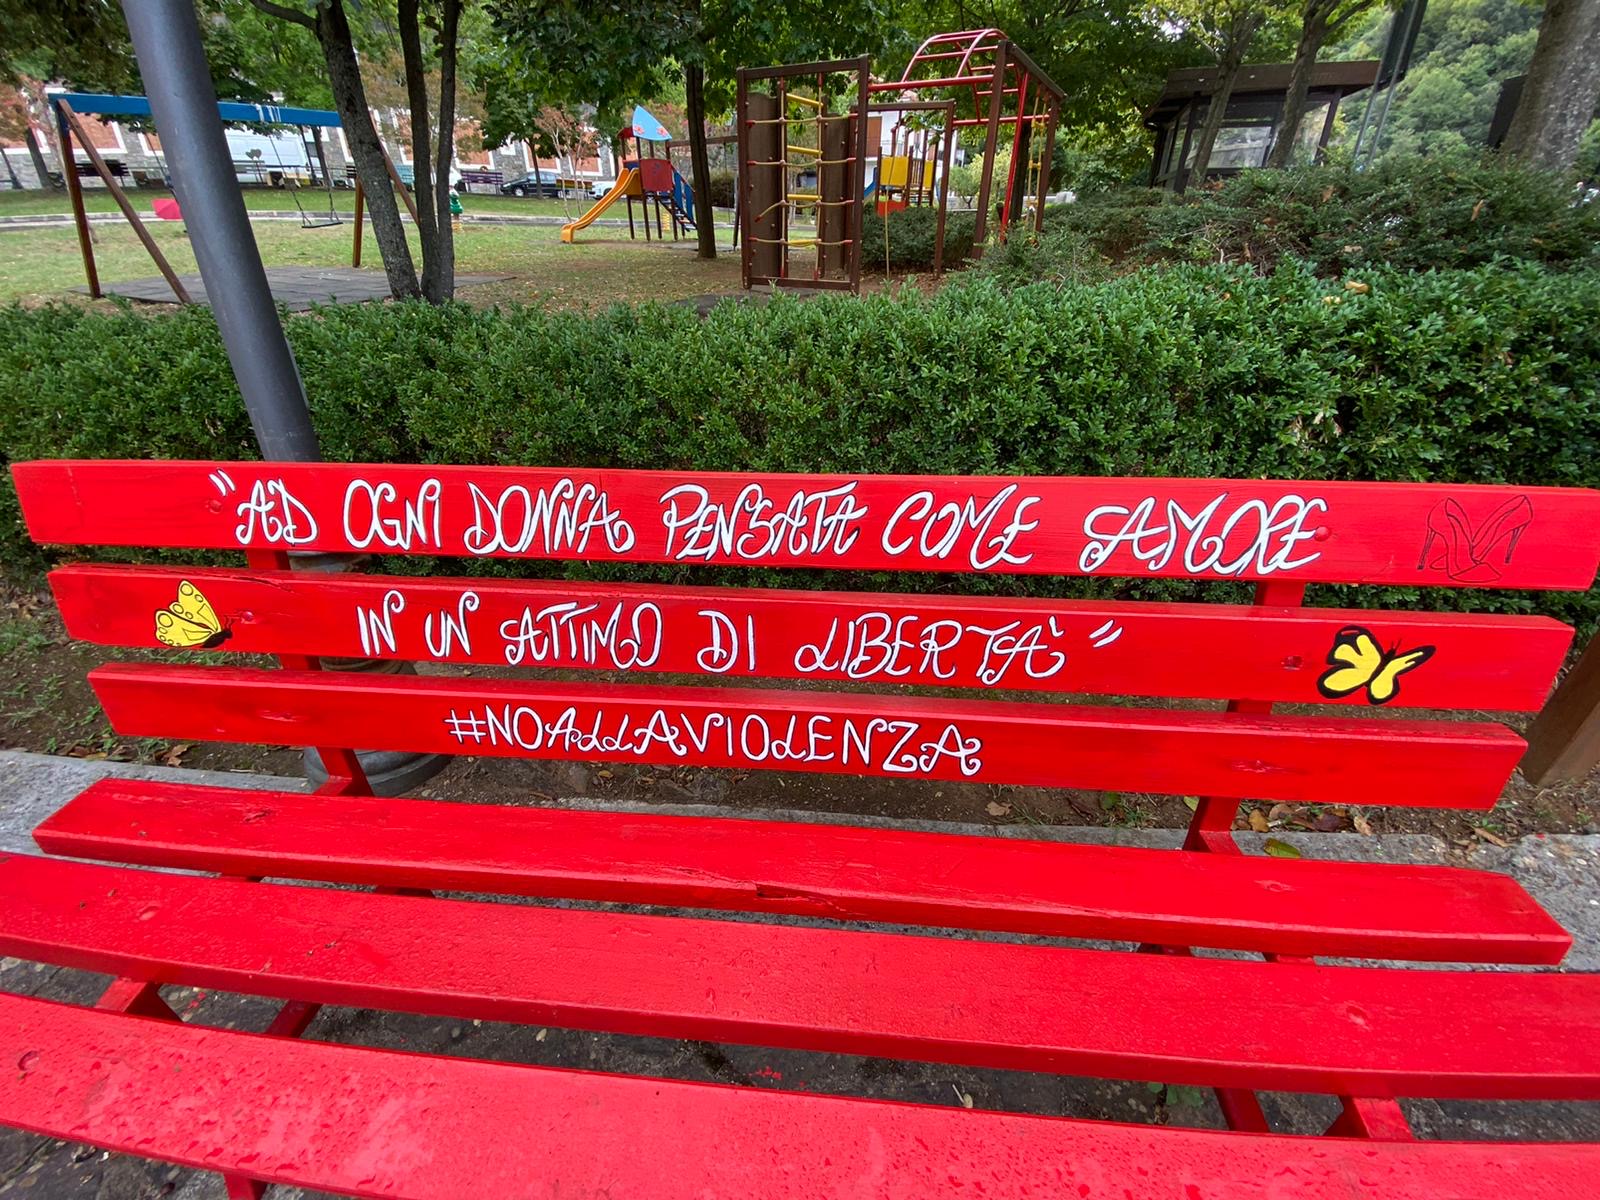 "AD OGNI DONNA PENSATA COME AMORE
IN UN ATTIMO DI LIBERTÀ"
#NOALLAVIOLENZA